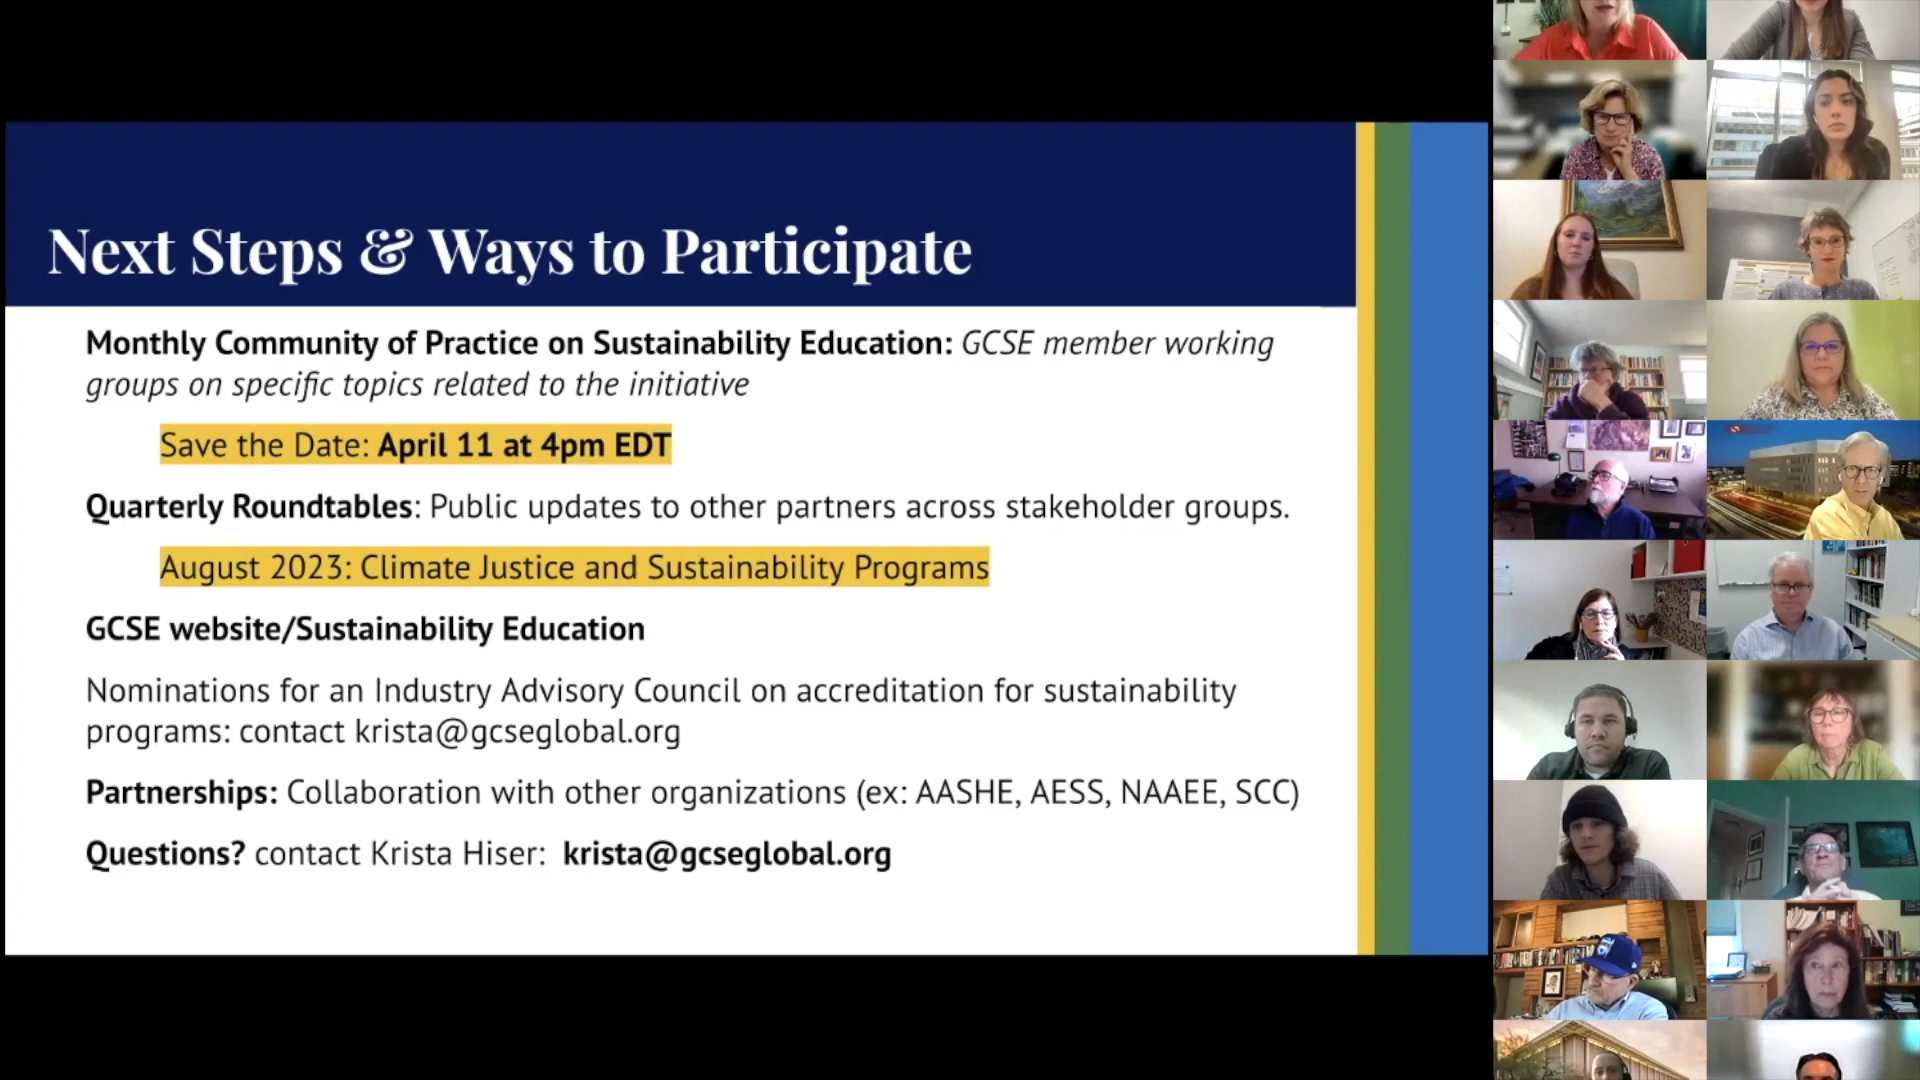 Next Steps & Ways to Participate
Monthly Community of Practice on Sustainability Education: GCSE member working
groups on specific topics related to the initiative
Save the Date: April 11 at 4pm EDT
Quarterly Roundtables: Public updates to other partners across stakeholder groups.
August 2023: Climate Justice and Sustainability Programs
GCSE website/Sustainability Education
Nominations for an Industry Advisory Council on accreditation for sustainability
programs: contact krista@gcseglobal.org
Partnerships: Collaboration with other organizations (ex: AASHE, AESS, NAAEE, SCC)
Questions? contact Krista Hiser: krista@gcseglobal.org